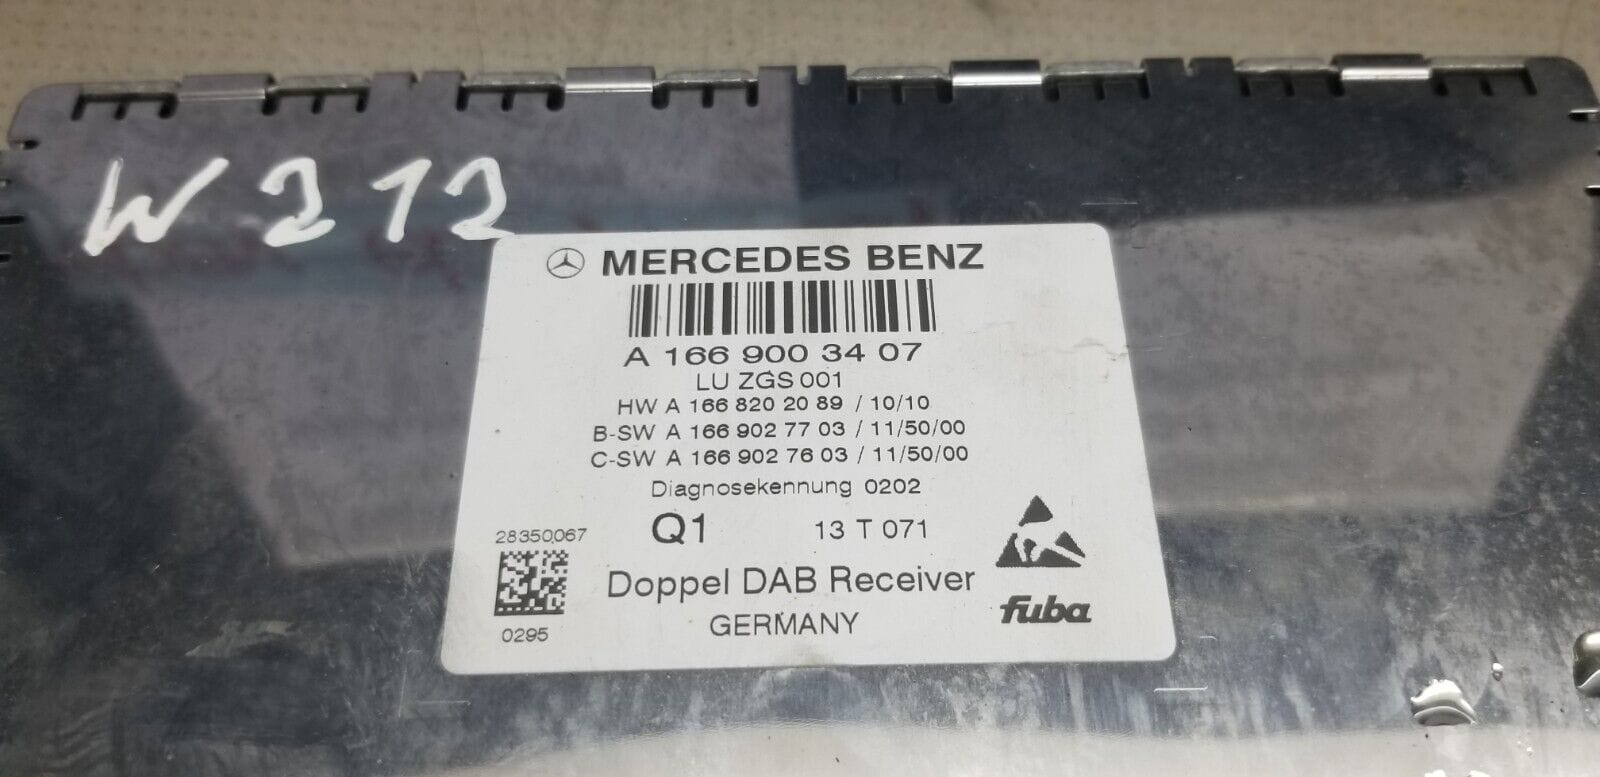 W 212
MERCEDES BENZ
A 166 900 34 07
LU ZGS 001
HW A 166 820 20 89 / 10/10
B-SW A 166 902 77 03 / 11/50/00
C-SW A 166 902 76 03 / 11/50/00
Diagnosekennung 0202
28350067 Q1 13 T 071
Doppel DAB Receiver
0295 GERMANY fuba